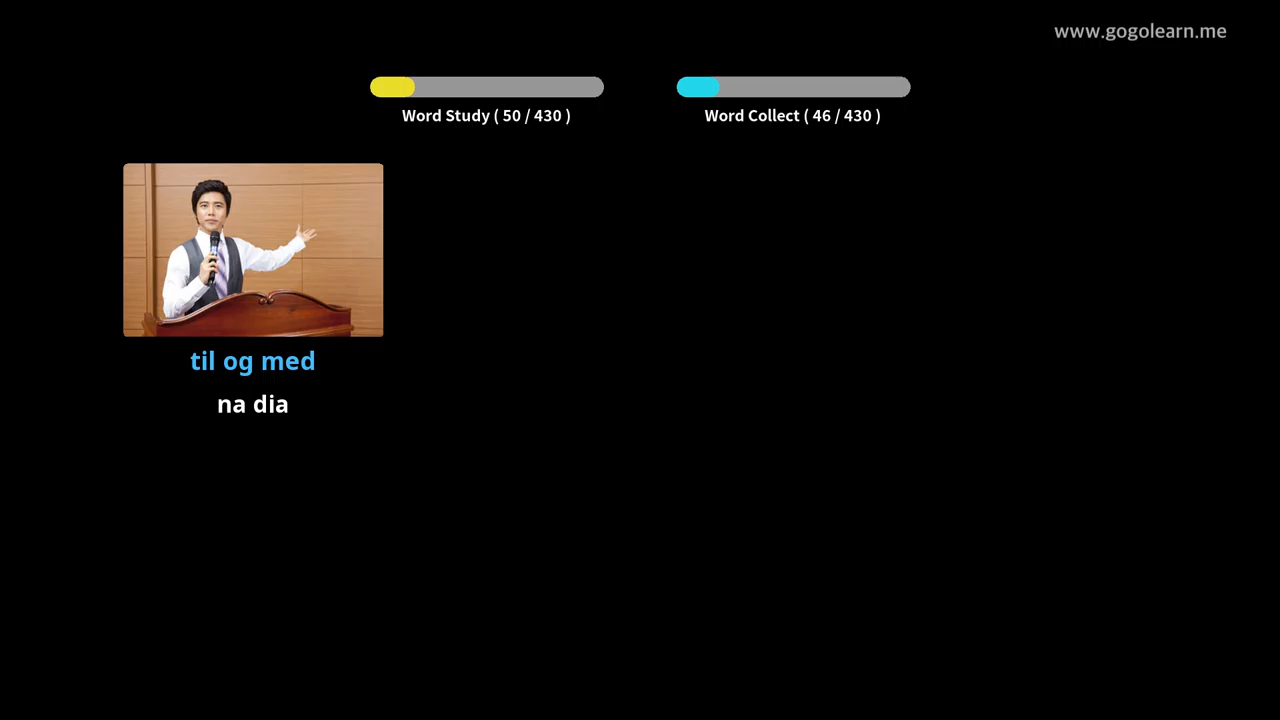 www.gogolearn.me
Word Study ( 50 / 430 )
Word Collect ( 46 / 430 )
til og med
na dia